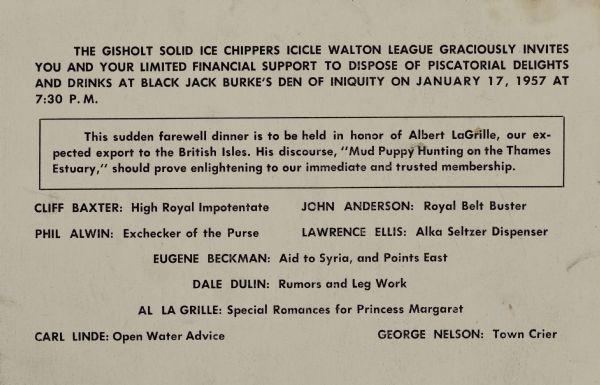 THE GISHOLT SOLID ICE CHIPPERS ICICLE WALTON LEAGUE GRACIOUSLY INVITES
YOU AND YOUR LIMITED FINANCIAL SUPPORT TO DISPOSE OF PISCATORIAL DELIGHTS
AND DRINKS AT BLACK JACK BURKE'S DEN OF INIQUITY ON JANUARY 17, 1957 AT
7:30 P. M.
This sudden farewell dinner is to be held in honor of Albert LaGrille, our ex-
pected export to the British Isles. His discourse, "Mud Puppy Hunting on the Thames
Estuary," should prove enlightening to our immediate and trusted membership.
CLIFF BAXTER: High Royal Impotentate JOHN ANDERSON: Royal Belt Buster
PHIL ALWIN: Exchecker of the Purse LAWRENCE ELLIS: Alka Seltzer Dispenser
EUGENE BECKMAN: Aid to Syria, and Points East
DALE DULIN: Rumors and Leg Work
AL LA GRILLE: Special Romances for Princess Margaret
CARL LINDE: Open Water Advice GEORGE NELSON: Town Crier